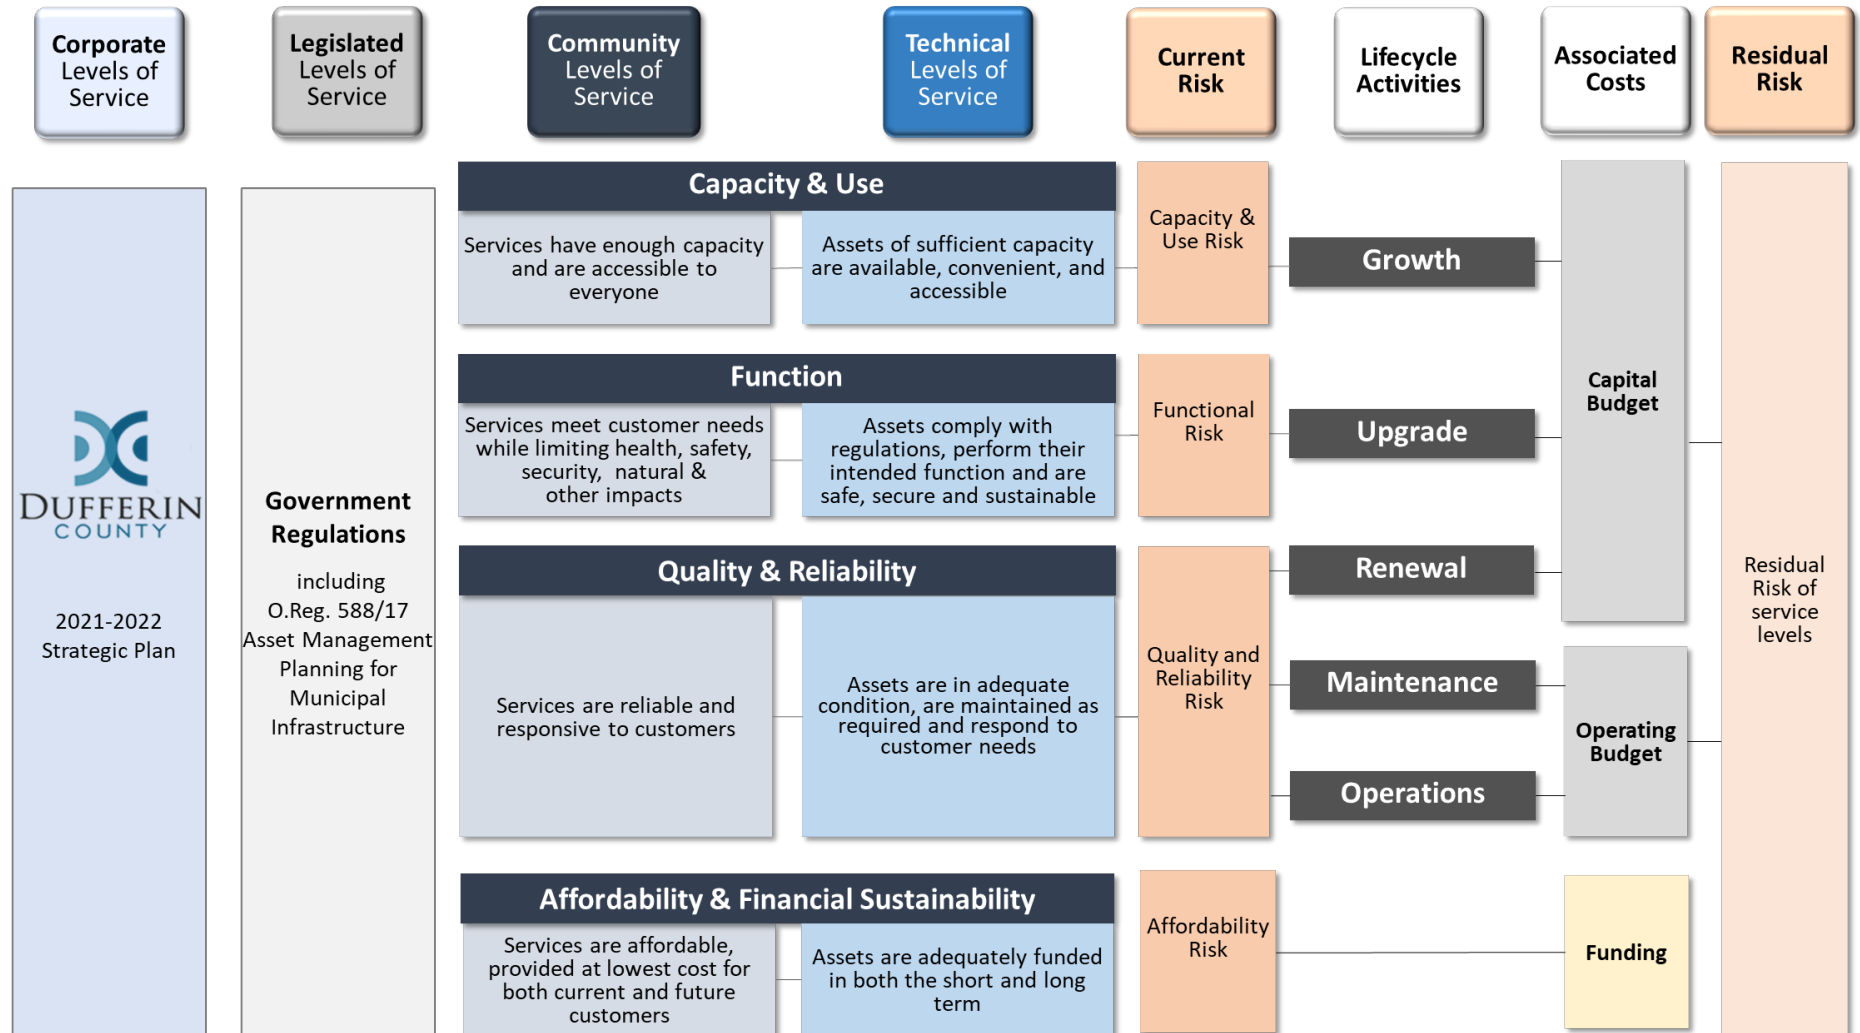 Corporate
Levels of
Service
Legislated
Levels of
Service
Community
Levels of
Service
Technical
Levels of
Service
Current
Risk
Lifecycle
Activities
Associated
Costs
Residual
Risk
DUFFERIN
COUNTY
2021-2022
Strategic Plan
Government
Regulations
including
O.Reg. 588/17
Asset Management
Planning for
Municipal
Infrastructure
Capacity & Use
Services have enough capacity
and are accessible to
everyone
Assets of sufficient capacity
are available, convenient, and
accessible
Capacity &
Use Risk
Growth
Function
Services meet customer needs
while limiting health, safety,
security, natural &
other impacts
Assets comply with
regulations, perform their
intended function and are
safe, secure and sustainable
Functional
Risk
Upgrade
Capital
Budget
Quality & Reliability
Services are reliable and
responsive to customers
Assets are in adequate
condition, are maintained as
required and respond to
customer needs
Quality and
Reliability
Risk
Renewal
Maintenance
Operations
Operating
Budget
Residual
Risk of
service
levels
Affordability & Financial Sustainability
Services are affordable,
provided at lowest cost for
both current and future
customers
Assets are adequately funded
in both the short and long
term
Affordability
Risk
Funding